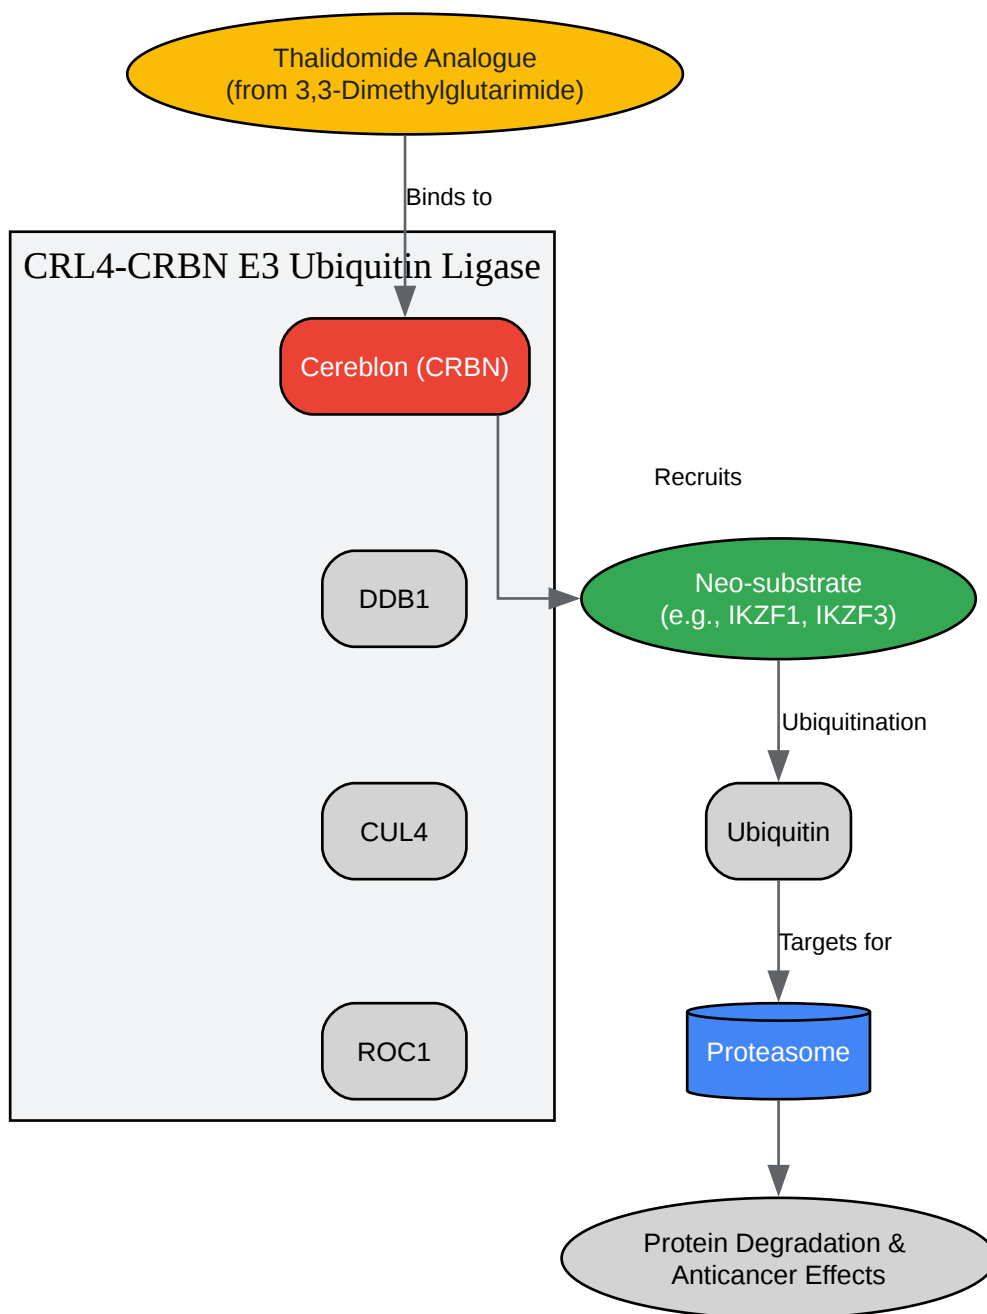 Thalidomide Analogue
(from 3,3-Dimethylglutarimide)
Binds to
CRL4-CRBN E3 Ubiquitin Ligase
Cereblon (CRBN)
Recruits
DDB1
Neo-substrate
(e.g., IKZF1, IKZF3)
Ubiquitination
CUL4
Ubiquitin
Targets for
ROC1
Proteasome
Protein Degradation &
Anticancer Effects